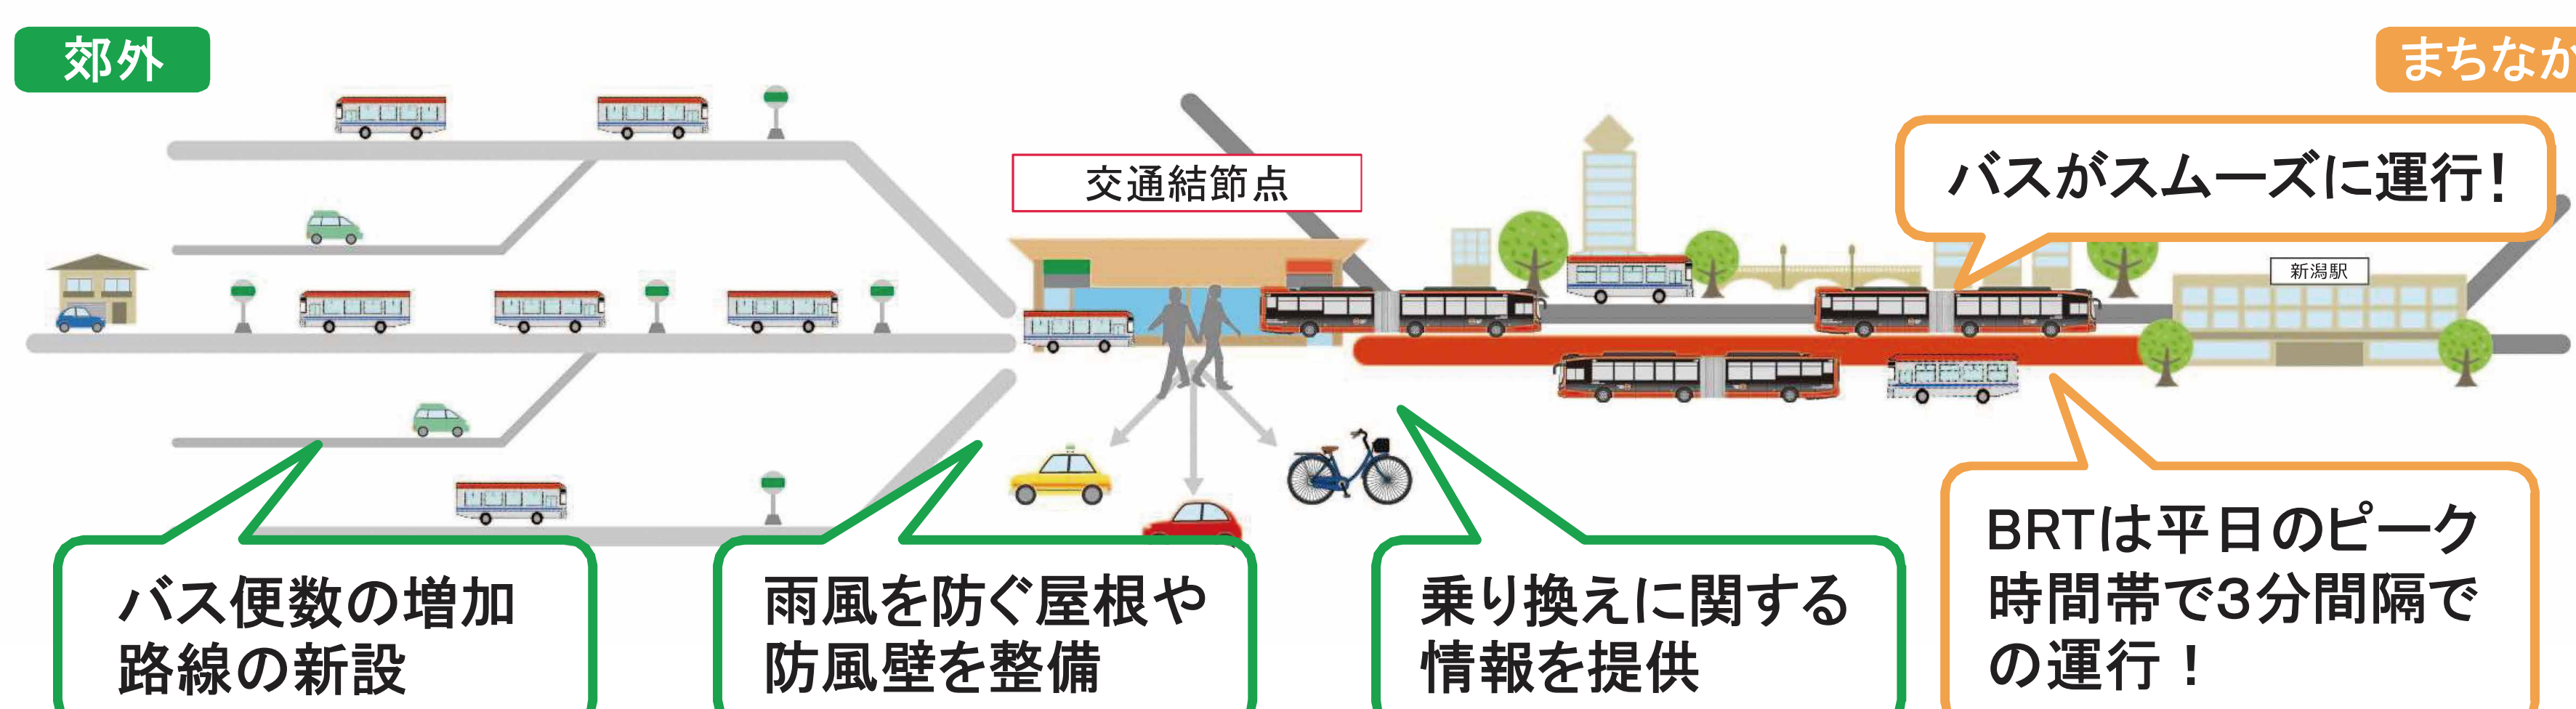 郊外
まちなか
交通結節点
バスがスムーズに運行！
新潟駅
バス便数の増加
路線の新設
雨風を防ぐ屋根や
防風壁を整備
乗り換えに関する
情報を提供
BRTは平日のピーク
時間帯で3分間隔で
の運行！